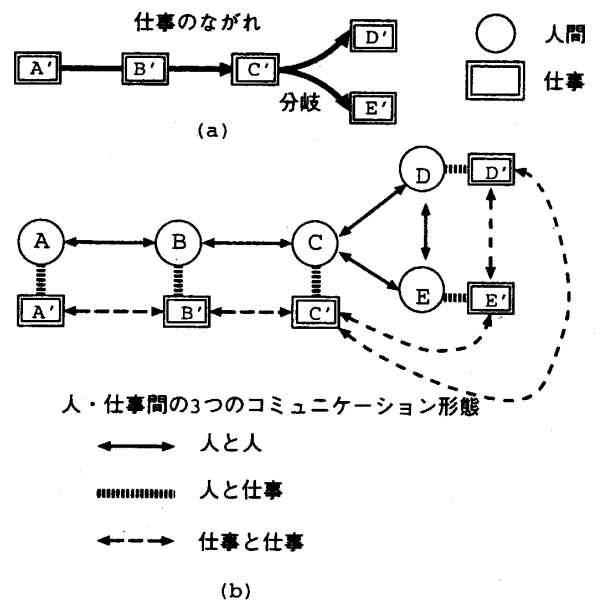 仕事のながれ
人間
A' B' C' D'
仕事
分岐 E'
(a)
D D'
A B C
E E'
A' B' C'
人・仕事間の3つのコミュニケーション形態
人と人
人と仕事
仕事と仕事
(b)